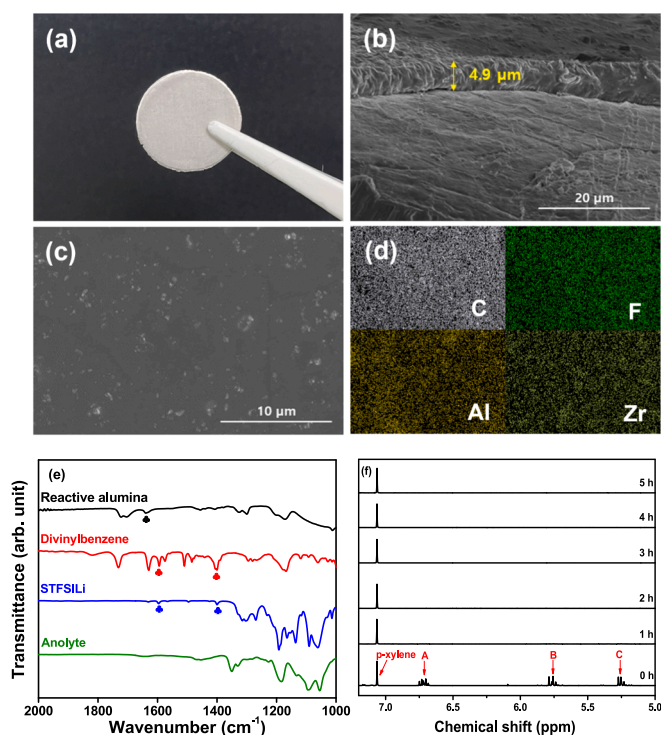 (a)
(b)
4.9 μm
20 μm
(c)
10 μm
(d)
C
F
Al
Zr
(e)
Reactive alumina
Divinylbenzene
STFSILi
Anolyte
Transmittance (arb. unit)
2000 1800 1600 1400 1200 1000
Wavenumber (cm⁻¹)
(f)
5 h
4 h
3 h
2 h
1 h
0 h
p-xylene
A
B
C
7.0 6.5 6.0 5.5 5.0
Chemical shift (ppm)